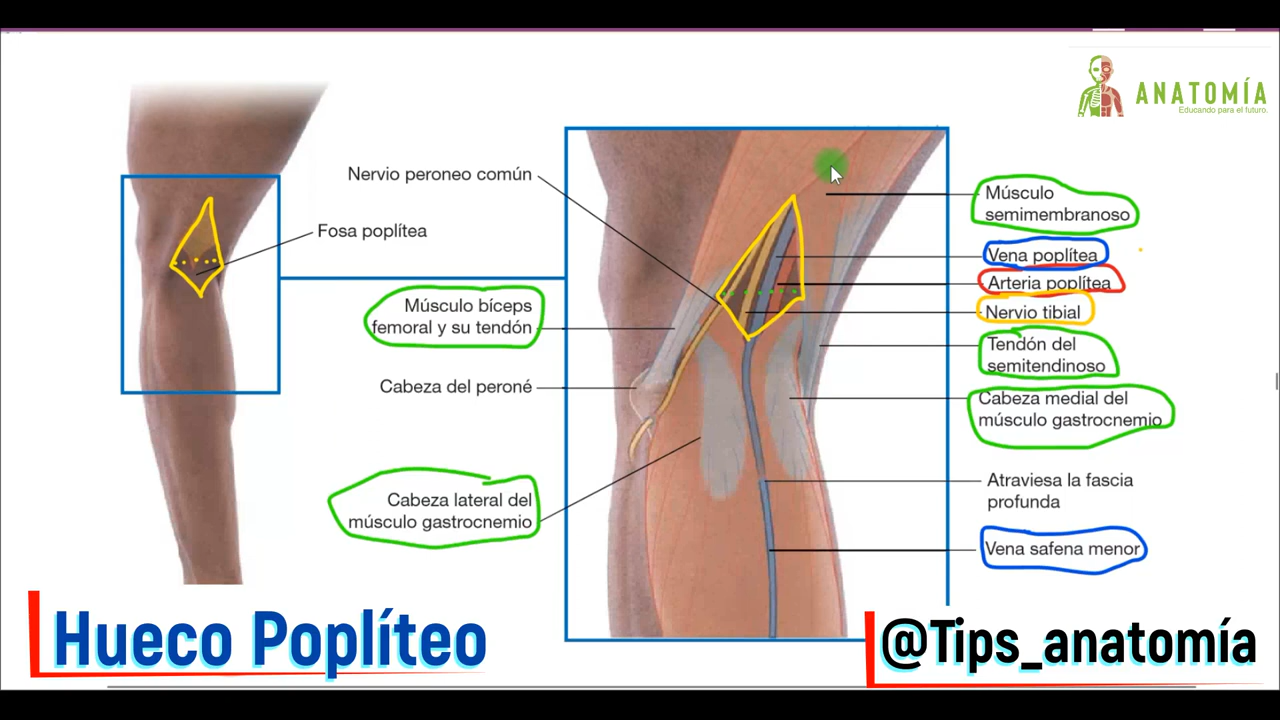 ANATOMÍA
Educando para el futuro.
Nervio peroneo común
Fosa poplítea
Músculo bíceps
femoral y su tendón
Cabeza del peroné
Cabeza lateral del
músculo gastrocnemio
Músculo
semimembranoso
Vena poplítea
Arteria poplítea
Nervio tibial
Tendón del
semitendinoso
Cabeza medial del
músculo gastrocnemio
Atraviesa la fascia
profunda
Vena safena menor
Hueco Poplíteo
@Tips_anatomía